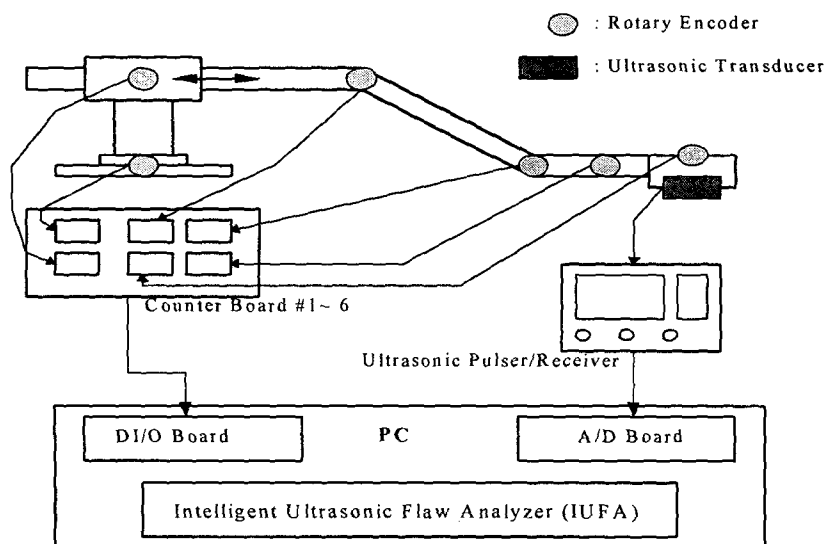 : Rotary Encoder
: Ultrasonic Transducer
Counter Board #1~ 6
Ultrasonic Pulser/Receiver
DI/O Board
PC
A/D Board
Intelligent Ultrasonic Flaw Analyzer (IUFA)